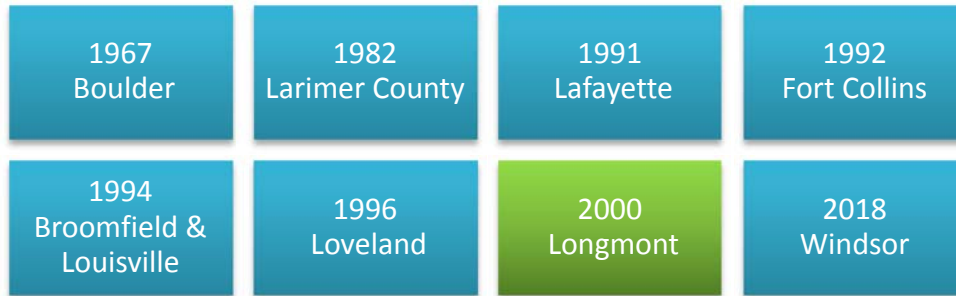 1967
Boulder
1982
Larimer County
1991
Lafayette
1992
Fort Collins
1994
Broomfield &
Louisville
1996
Loveland
2000
Longmont
2018
Windsor